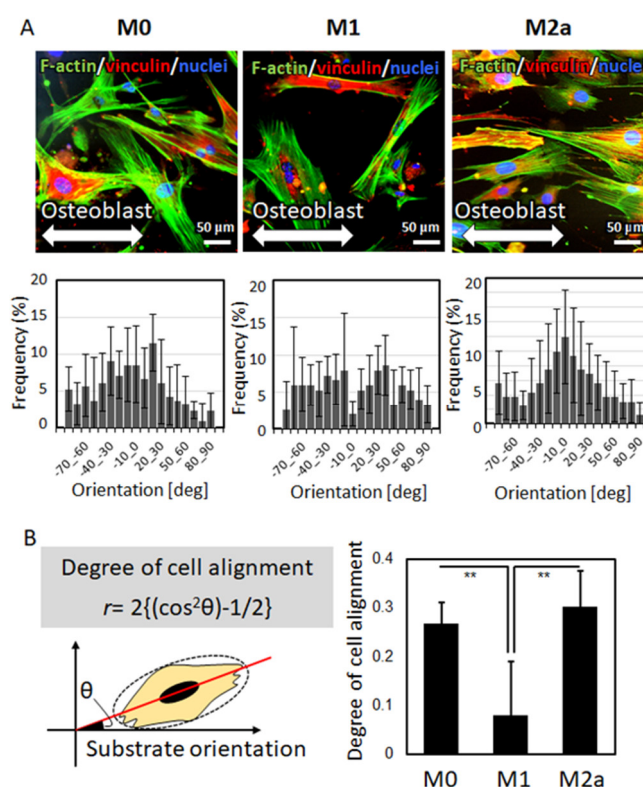 A
M0 M1 M2a
F-actin/vinculin/nuclei F-actin/vinculin/nuclei F-actin/vinculin/nuclei
Osteoblast Osteoblast Osteoblast
50 µm 50 µm 50 µm
Frequency (%)
20
15
10
5
0
-70_-60
-40_-30
-10_0
20_30
50_60
80_90
Orientation [deg]
Frequency (%)
20
15
10
5
0
-70_-60
-40_-30
-10_0
20_30
50_60
80_90
Orientation [deg]
Frequency (%)
20
15
10
5
0
-70_-60
-40_-30
-10_0
20_30
50_60
80_90
Orientation [deg]
B
Degree of cell alignment
r= 2{(cos²θ)-1/2}
θ
Substrate orientation
Degree of cell alignment
0.4
0.3
0.2
0.1
0
** **
M0 M1 M2a